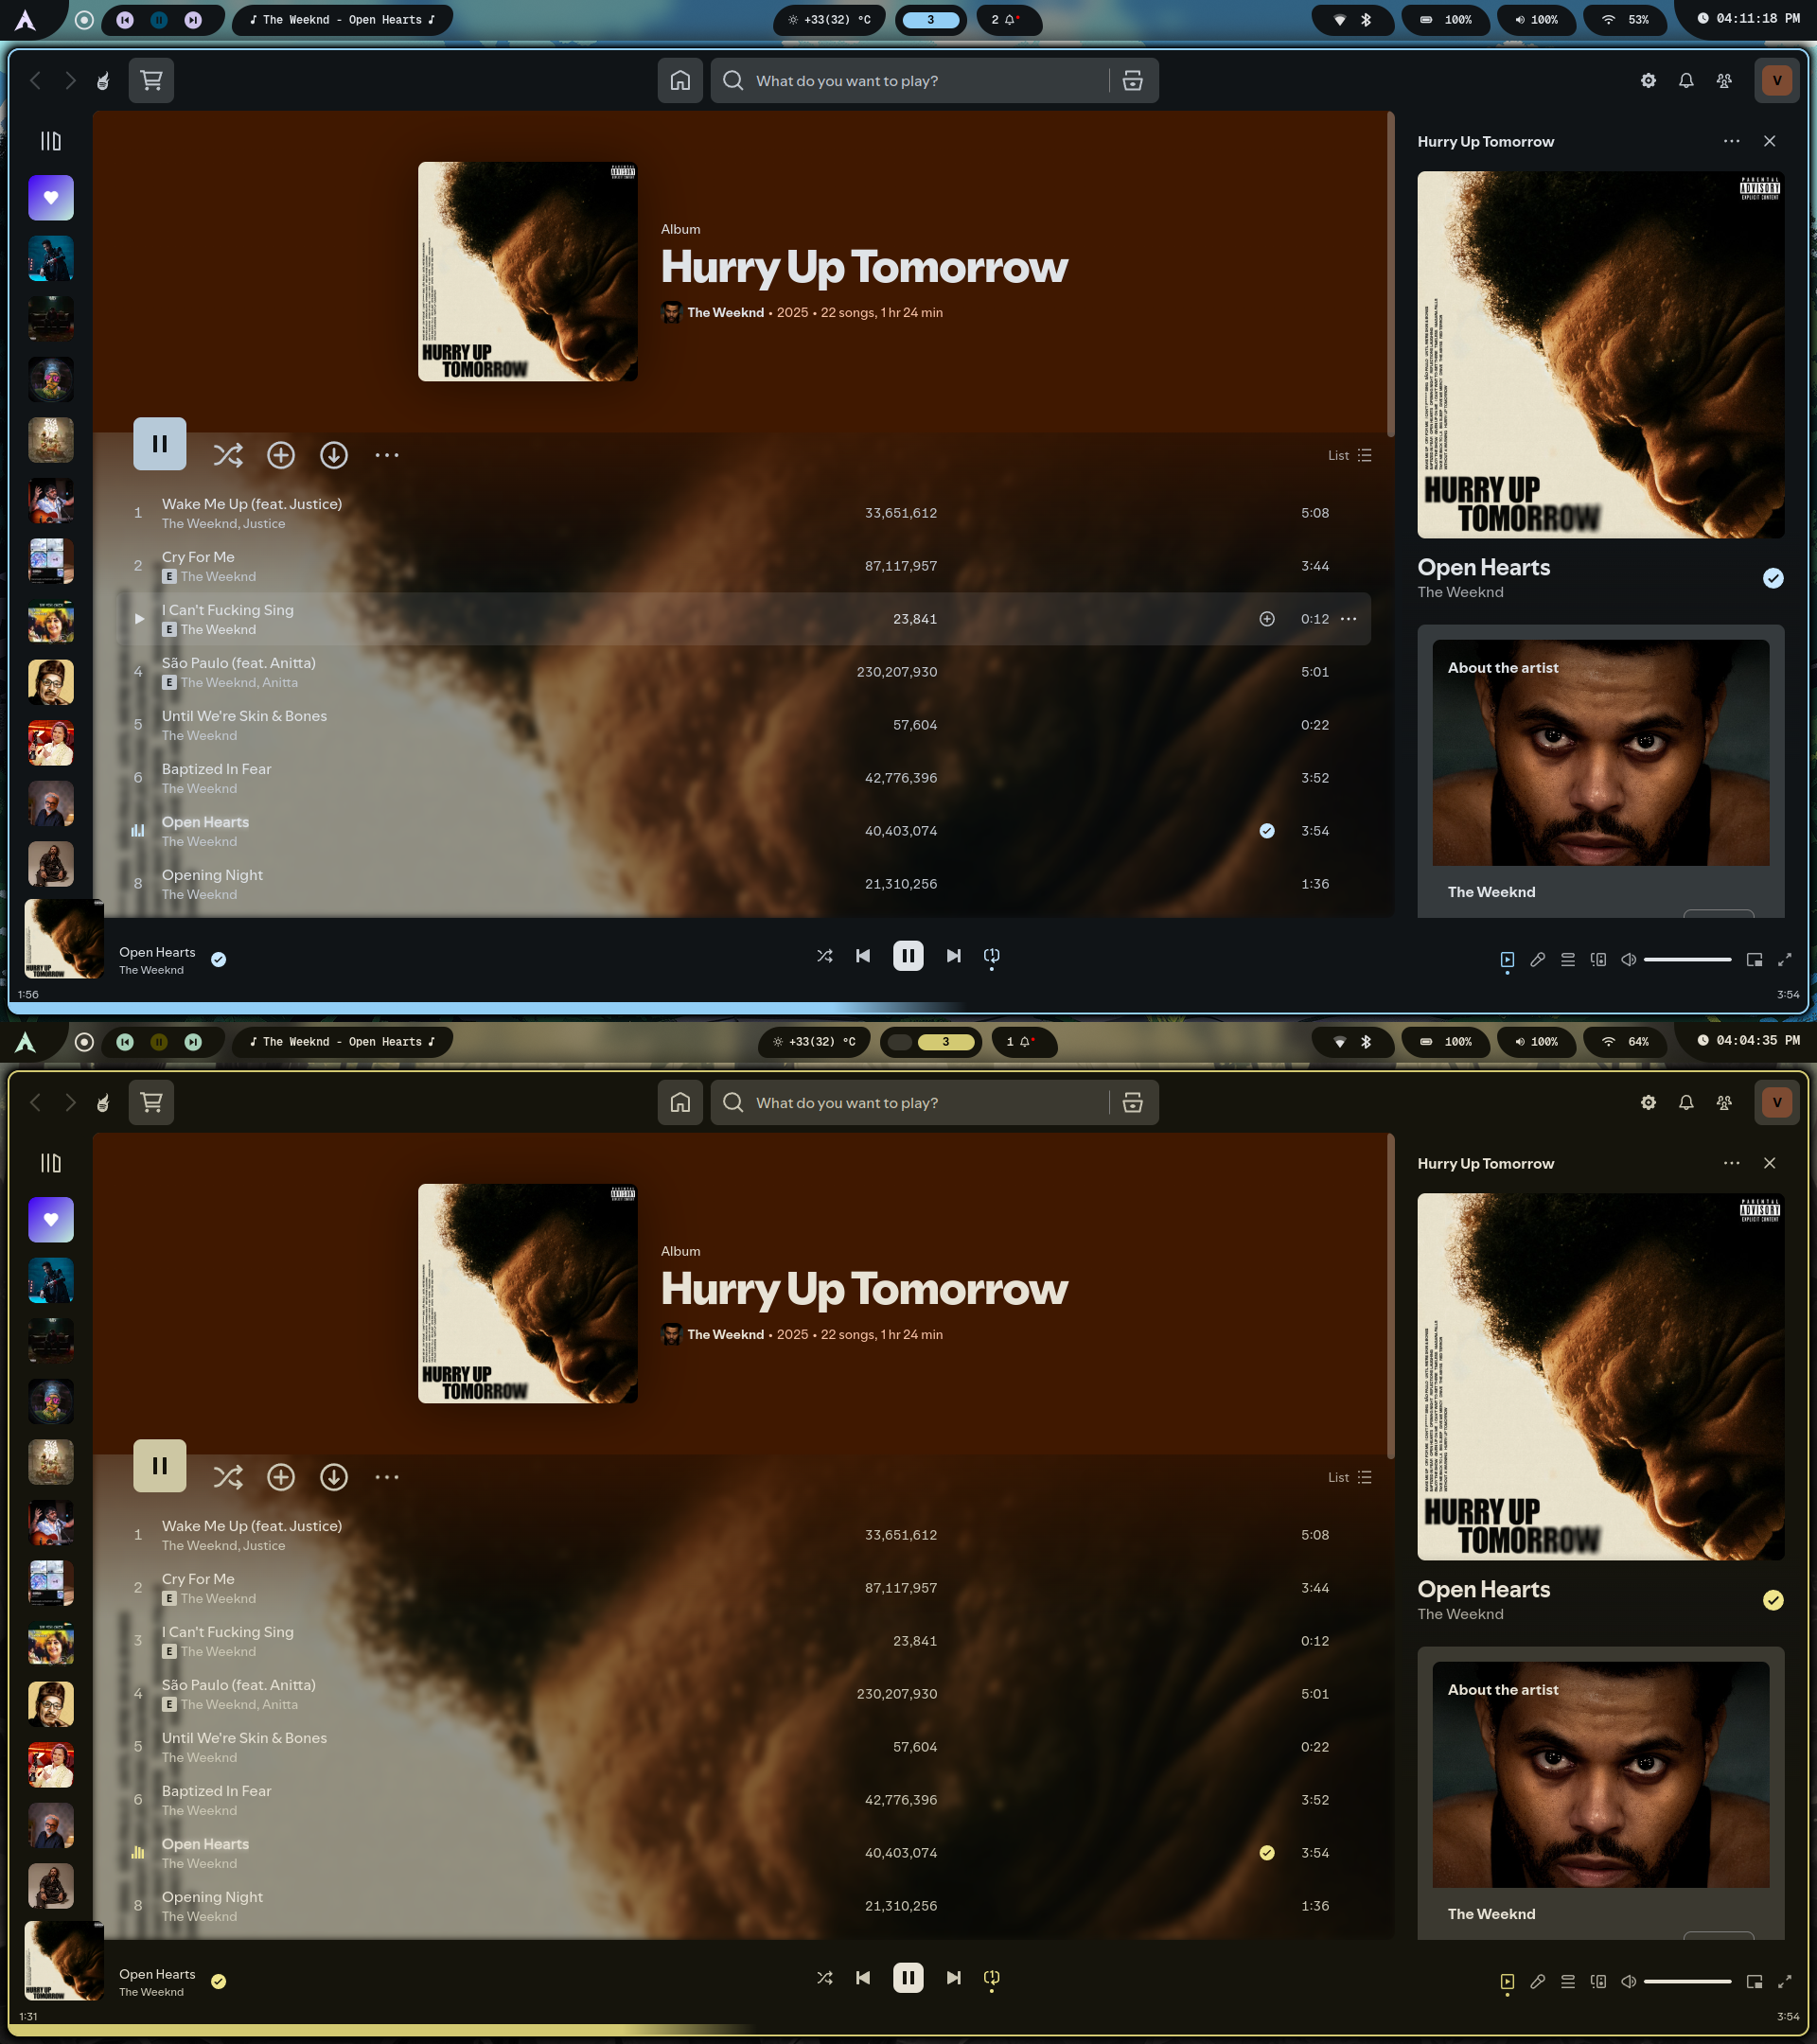 ♪ The Weeknd - Open Hearts ♪
+33(32) °C
3
2
100%
100%
53%
04:11:18 PM
What do you want to play?
V
Hurry Up Tomorrow
PARENTAL
ADVISORY
EXPLICIT CONTENT
HURRY UP
TOMORROW
Album
Hurry Up Tomorrow
The Weeknd • 2025 • 22 songs, 1 hr 24 min
HURRY UP
TOMORROW
List
1 Wake Me Up (feat. Justice) 33,651,612 5:08
The Weeknd, Justice
2 Cry For Me 87,117,957 3:44
E The Weeknd
I Can't Fucking Sing 23,841 0:12
E The Weeknd
4 São Paulo (feat. Anitta) 230,207,930 5:01
E The Weeknd, Anitta
5 Until We're Skin & Bones 57,604 0:22
The Weeknd
6 Baptized In Fear 42,776,396 3:52
The Weeknd
Open Hearts 40,403,074 3:54
The Weeknd
8 Opening Night 21,310,256 1:36
The Weeknd
Open Hearts
The Weeknd
About the artist
The Weeknd
HURRY UP
TOMORROW
Open Hearts
The Weeknd
1:56
3:54
♪ The Weeknd - Open Hearts ♪
+33(32) °C
3
1
100%
100%
64%
04:04:35 PM
What do you want to play?
V
Hurry Up Tomorrow
PARENTAL
ADVISORY
EXPLICIT CONTENT
HURRY UP
TOMORROW
Album
Hurry Up Tomorrow
The Weeknd • 2025 • 22 songs, 1 hr 24 min
HURRY UP
TOMORROW
List
1 Wake Me Up (feat. Justice) 33,651,612 5:08
The Weeknd, Justice
2 Cry For Me 87,117,957 3:44
E The Weeknd
3 I Can't Fucking Sing 23,841 0:12
E The Weeknd
4 São Paulo (feat. Anitta) 230,207,930 5:01
E The Weeknd, Anitta
5 Until We're Skin & Bones 57,604 0:22
The Weeknd
6 Baptized In Fear 42,776,396 3:52
The Weeknd
Open Hearts 40,403,074 3:54
The Weeknd
8 Opening Night 21,310,256 1:36
The Weeknd
Open Hearts
The Weeknd
About the artist
The Weeknd
HURRY UP
TOMORROW
Open Hearts
The Weeknd
1:31
3:54